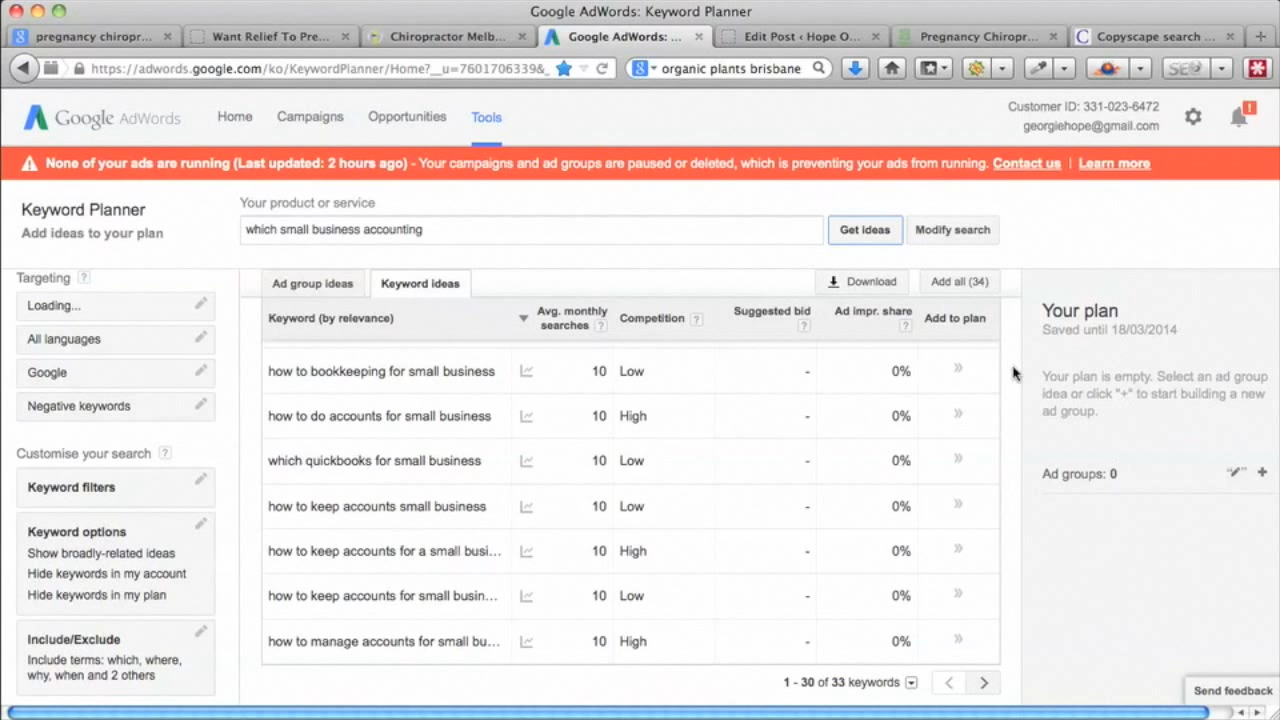 Google AdWords: Keyword Planner
pregnancy chiropr...
Want Relief To Pre...
Chiropractor Melb...
Google AdWords: ...
Edit Post ‹ Hope O...
Pregnancy Chiropr...
Copyscape search ...
https://adwords.google.com/ko/KeywordPlanner/Home?__u=7601706339&_
organic plants brisbane
Google AdWords
Home
Campaigns
Opportunities
Tools
Customer ID: 331-023-6472
georgiehope@gmail.com
None of your ads are running (Last updated: 2 hours ago) - Your campaigns and ad groups are paused or deleted, which is preventing your ads from running. Contact us | Learn more
Keyword Planner
Add ideas to your plan
Your product or service
which small business accounting
Get ideas
Modify search
Targeting ?
Loading...
All languages
Google
Negative keywords
Customise your search ?
Keyword filters
Keyword options
Show broadly-related ideas
Hide keywords in my account
Hide keywords in my plan
Include/Exclude
Include terms: which, where,
why, when and 2 others
Ad group ideas
Keyword ideas
Download
Add all (34)
Keyword (by relevance)
Avg. monthly
searches ?
Competition ?
Suggested bid
?
Ad impr. share
?
Add to plan
how to bookkeeping for small business 10 Low - 0% »
how to do accounts for small business 10 High - 0% »
which quickbooks for small business 10 Low - 0% »
how to keep accounts small business 10 Low - 0% »
how to keep accounts for a small busi... 10 High - 0% »
how to keep accounts for small busin... 10 Low - 0% »
how to manage accounts for small bu... 10 High - 0% »
1 - 30 of 33 keywords
Your plan
Saved until 18/03/2014
Your plan is empty. Select an ad group
idea or click "+" to start building a new
ad group.
Ad groups: 0
Send feedback